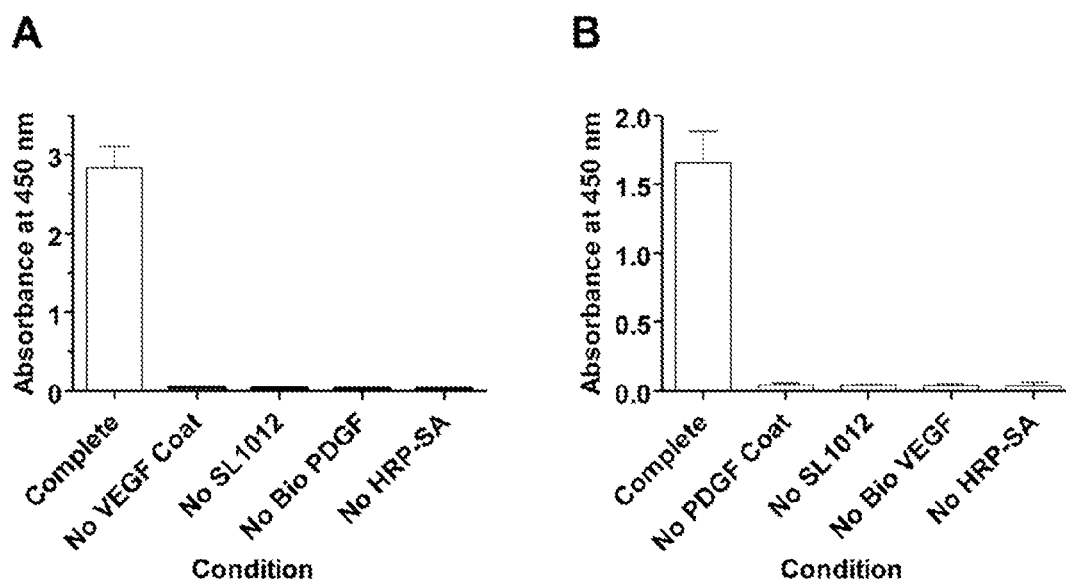 A
Absorbance at 450 nm
3
2
1
0
Complete
No VEGF Coat
No SL1012
No Bio PDGF
No HRP-SA
Condition
B
Absorbance at 450 nm
2.0
1.5
1.0
0.5
0.0
Complete
No PDGF Coat
No SL1012
No Bio VEGF
No HRP-SA
Condition